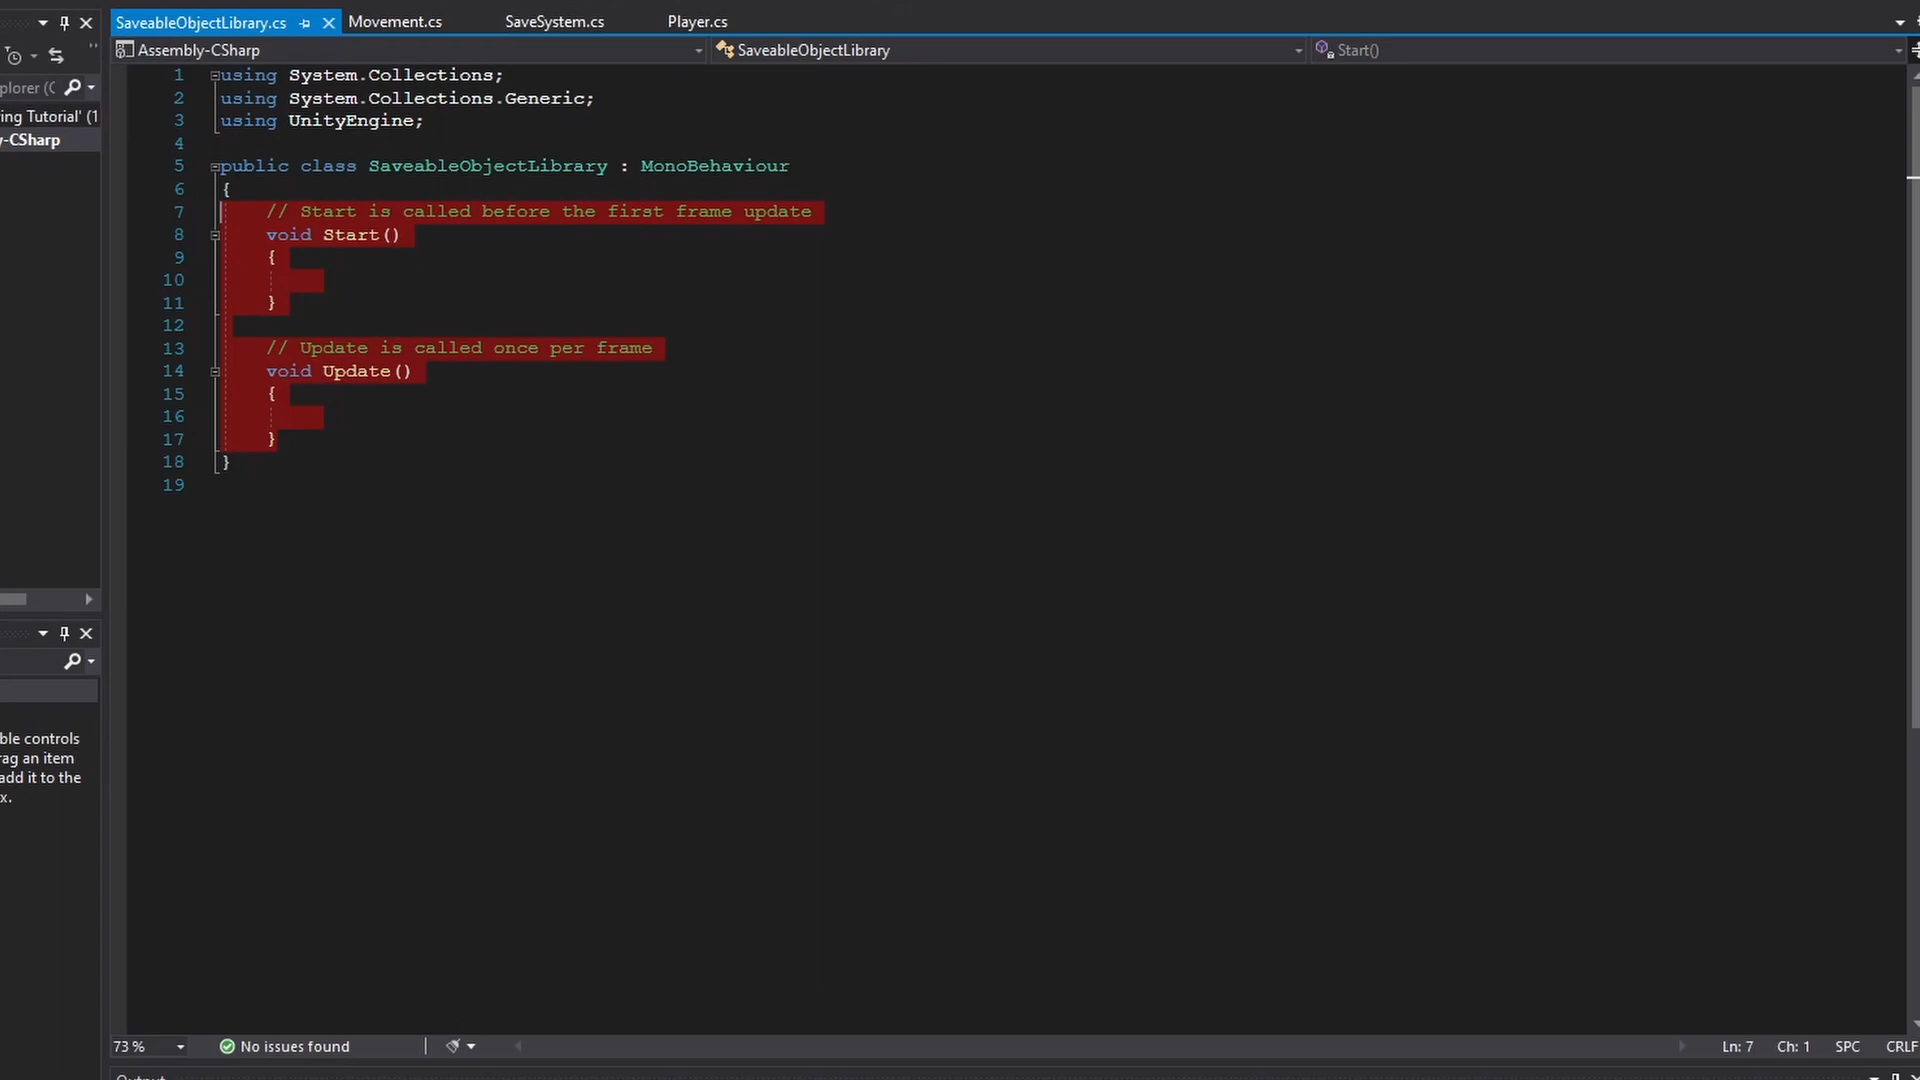 SaveableObjectLibrary.cs
Movement.cs
SaveSystem.cs
Player.cs
Assembly-CSharp
SaveableObjectLibrary
Start()
plorer (C
ing Tutorial' (1
y-CSharp
1 using System.Collections;
2 using System.Collections.Generic;
3 using UnityEngine;
4
5 public class SaveableObjectLibrary : MonoBehaviour
6 {
7 // Start is called before the first frame update
8 void Start()
9 {
10
11 }
12
13 // Update is called once per frame
14 void Update()
15 {
16
17 }
18 }
19
ble controls
rag an item
add it to the
x.
73 %
No issues found
Ln: 7
Ch: 1
SPC
CRLF
Output